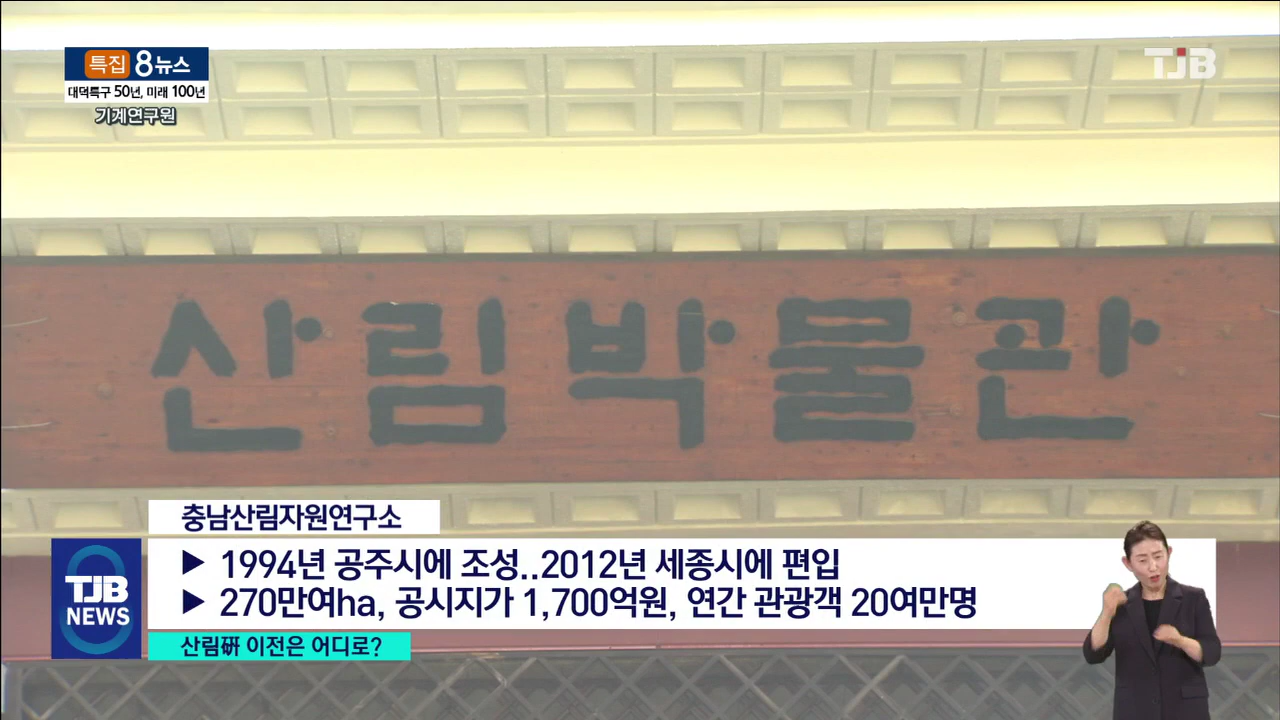 특집 8뉴스
TJB
대덕특구 50년, 미래 100년
기계연구원
산림박물관
충남산림자원연구소
▶ 1994년 공주시에 조성..2012년 세종시에 편입
▶ 270만여ha, 공시지가 1,700억원, 연간 관광객 20여만명
TJB
NEWS
산림硏 이전은 어디로?